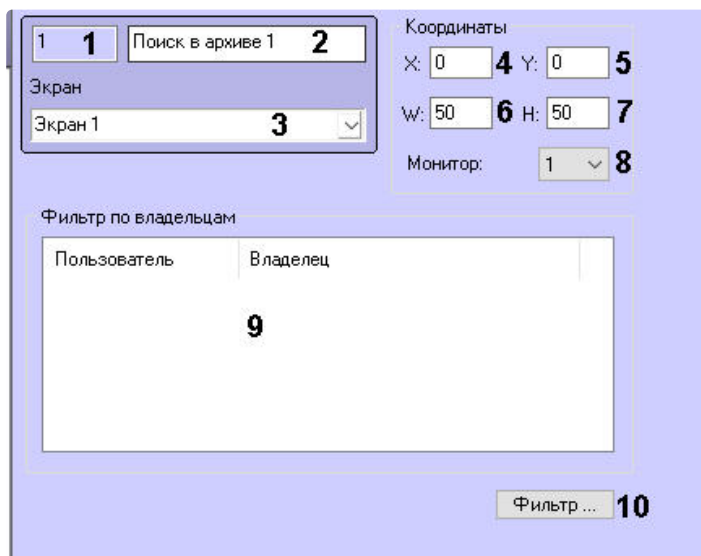 1 1 Поиск в архиве 1 2
Экран
Экран 1 3
Координаты
X: 0 4 Y: 0 5
W: 50 6 H: 50 7
Монитор: 1 8
Фильтр по владельцам
Пользователь Владелец
9
Фильтр ... 10